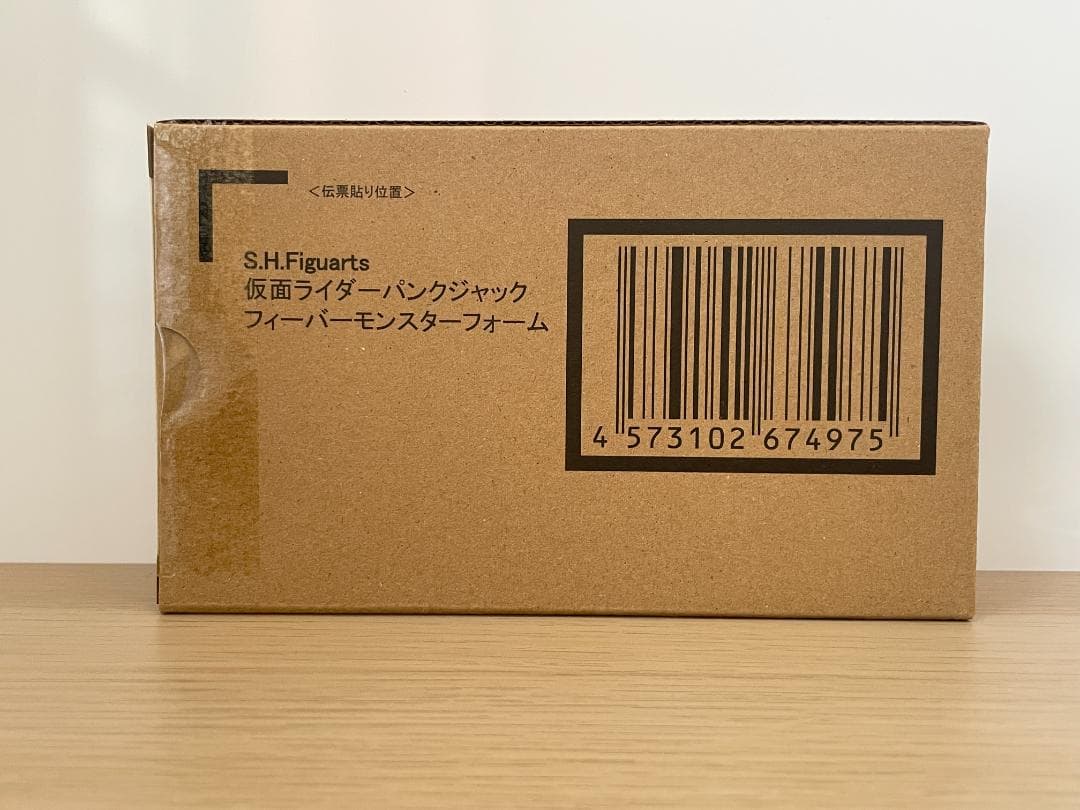 ＜伝票貼り位置＞
S.H.Figuarts
仮面ライダーパンクジャック
フィーバーモンスターフォーム
4 573102 674975